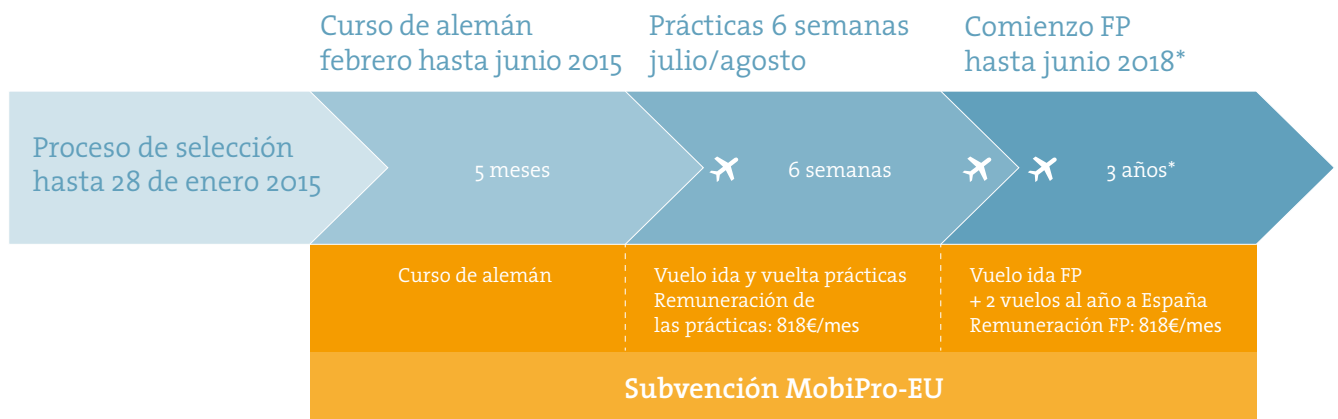 Curso de alemán
febrero hasta junio 2015
Prácticas 6 semanas
julio/agosto
Comienzo FP
hasta junio 2018*
Proceso de selección
hasta 28 de enero 2015
5 meses
6 semanas
3 años*
Curso de alemán
Vuelo ida y vuelta prácticas
Remuneración de
las prácticas: 818€/mes
Vuelo ida FP
+ 2 vuelos al año a España
Remuneración FP: 818€/mes
Subvención MobiPro-EU